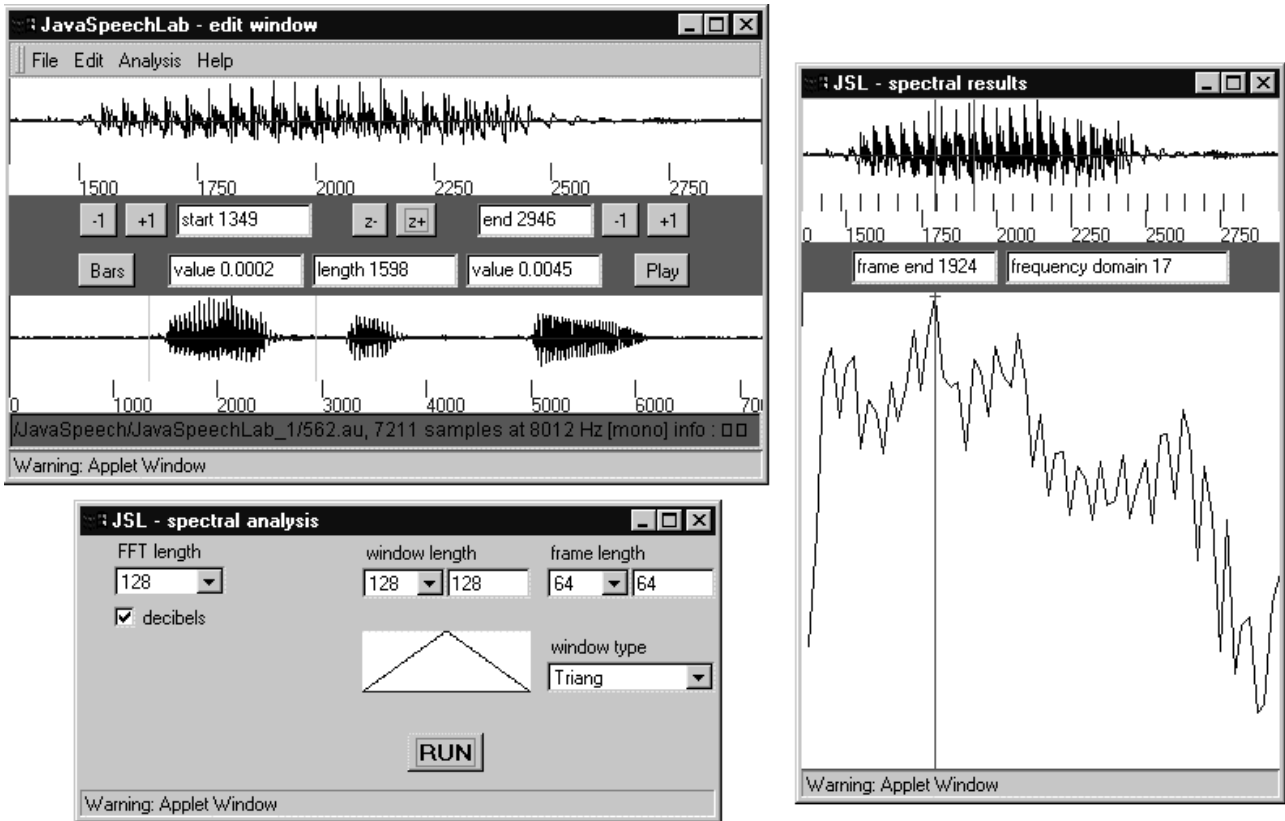 JavaSpeechLab - edit window
File Edit Analysis Help
1500 1750 2000 2250 2500 2750
-1 +1 start 1349 z- z+ end 2946 -1 +1
Bars value 0.0002 length 1598 value 0.0045 Play
0 1000 2000 3000 4000 5000 6000 70
/JavaSpeech/JavaSpeechLab_1/562.au, 7211 samples at 8012 Hz [mono] info :
Warning: Applet Window
JSL - spectral analysis
FFT length window length frame length
128 128 128 64 64
decibels
window type
Triang
RUN
Warning: Applet Window
JSL - spectral results
0 1500 1750 2000 2250 2500 2750
frame end 1924 frequency domain 17
Warning: Applet Window